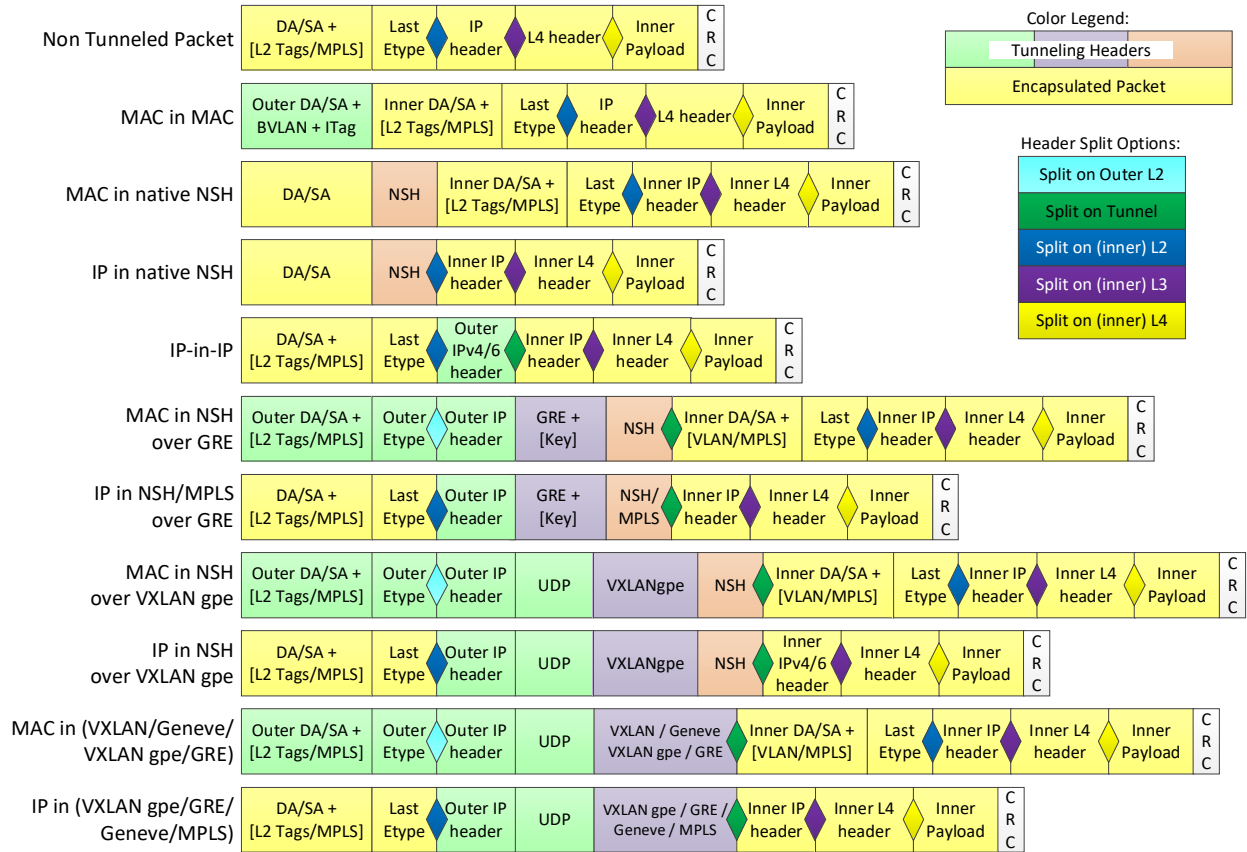 Non Tunneled Packet
DA/SA +
[L2 Tags/MPLS]
Last
Etype
IP
header
L4 header
Inner
Payload
C
R
C
Color Legend:
Tunneling Headers
Encapsulated Packet
MAC in MAC
Outer DA/SA +
BVLAN + ITag
Inner DA/SA +
[L2 Tags/MPLS]
Last
Etype
IP
header
L4 header
Inner
Payload
C
R
C
Header Split Options:
Split on Outer L2
Split on Tunnel
Split on (inner) L2
Split on (inner) L3
Split on (inner) L4
MAC in native NSH
DA/SA
NSH
Inner DA/SA +
[L2 Tags/MPLS]
Last
Etype
Inner IP
header
Inner L4
header
Inner
Payload
C
R
C
IP in native NSH
DA/SA
NSH
Inner IP
header
Inner L4
header
Inner
Payload
C
R
C
IP-in-IP
DA/SA +
[L2 Tags/MPLS]
Last
Etype
Outer
IPv4/6
header
Inner IP
header
Inner L4
header
Inner
Payload
C
R
C
MAC in NSH
over GRE
Outer DA/SA +
[L2 Tags/MPLS]
Outer
Etype
Outer IP
header
GRE +
[Key]
NSH
Inner DA/SA +
[VLAN/MPLS]
Last
Etype
Inner IP
header
Inner L4
header
Inner
Payload
C
R
C
IP in NSH/MPLS
over GRE
DA/SA +
[L2 Tags/MPLS]
Last
Etype
Outer IP
header
GRE +
[Key]
NSH/
MPLS
Inner IP
header
Inner L4
header
Inner
Payload
C
R
C
MAC in NSH
over VXLAN gpe
Outer DA/SA +
[L2 Tags/MPLS]
Outer
Etype
Outer IP
header
UDP
VXLANgpe
NSH
Inner DA/SA +
[VLAN/MPLS]
Last
Etype
Inner IP
header
Inner L4
header
Inner
Payload
C
R
C
IP in NSH
over VXLAN gpe
DA/SA +
[L2 Tags/MPLS]
Last
Etype
Outer IP
header
UDP
VXLANgpe
NSH
Inner
IPv4/6
header
Inner L4
header
Inner
Payload
C
R
C
MAC in (VXLAN/Geneve/
VXLAN gpe/GRE)
Outer DA/SA +
[L2 Tags/MPLS]
Outer
Etype
Outer IP
header
UDP
VXLAN / Geneve
VXLAN gpe / GRE
Inner DA/SA +
[VLAN/MPLS]
Last
Etype
Inner IP
header
Inner L4
header
Inner
Payload
C
R
C
IP in (VXLAN gpe/GRE/
Geneve/MPLS)
DA/SA +
[L2 Tags/MPLS]
Last
Etype
Outer IP
header
UDP
VXLAN gpe / GRE /
Geneve / MPLS
Inner IP
header
Inner L4
header
Inner
Payload
C
R
C